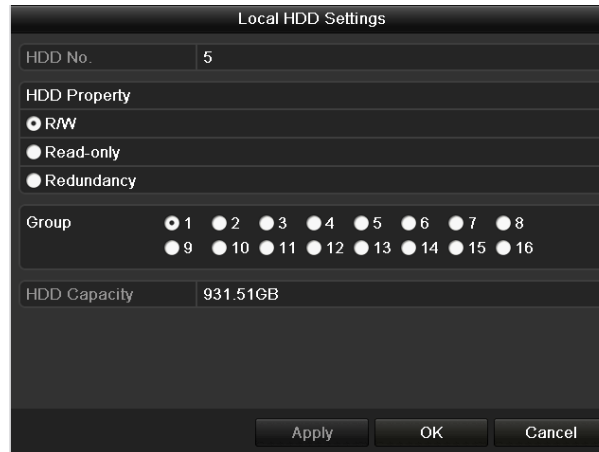 Local HDD Settings
HDD No. 5
HDD Property
R/W
Read-only
Redundancy
Group 1 2 3 4 5 6 7 8
9 10 11 12 13 14 15 16
HDD Capacity 931.51GB
Apply OK Cancel